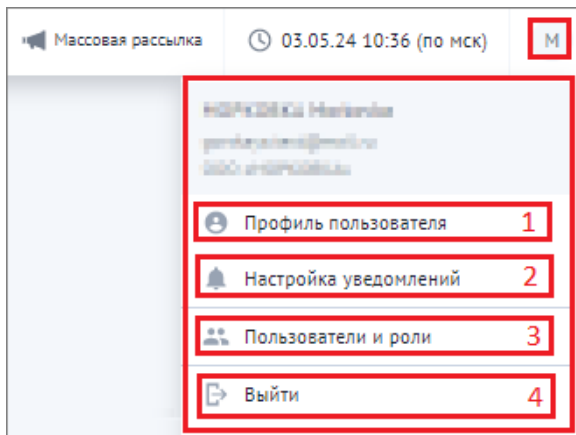 Массовая рассылка 03.05.24 10:36 (по мск) М
Профиль пользователя 1
Настройка уведомлений 2
Пользователи и роли 3
Выйти 4